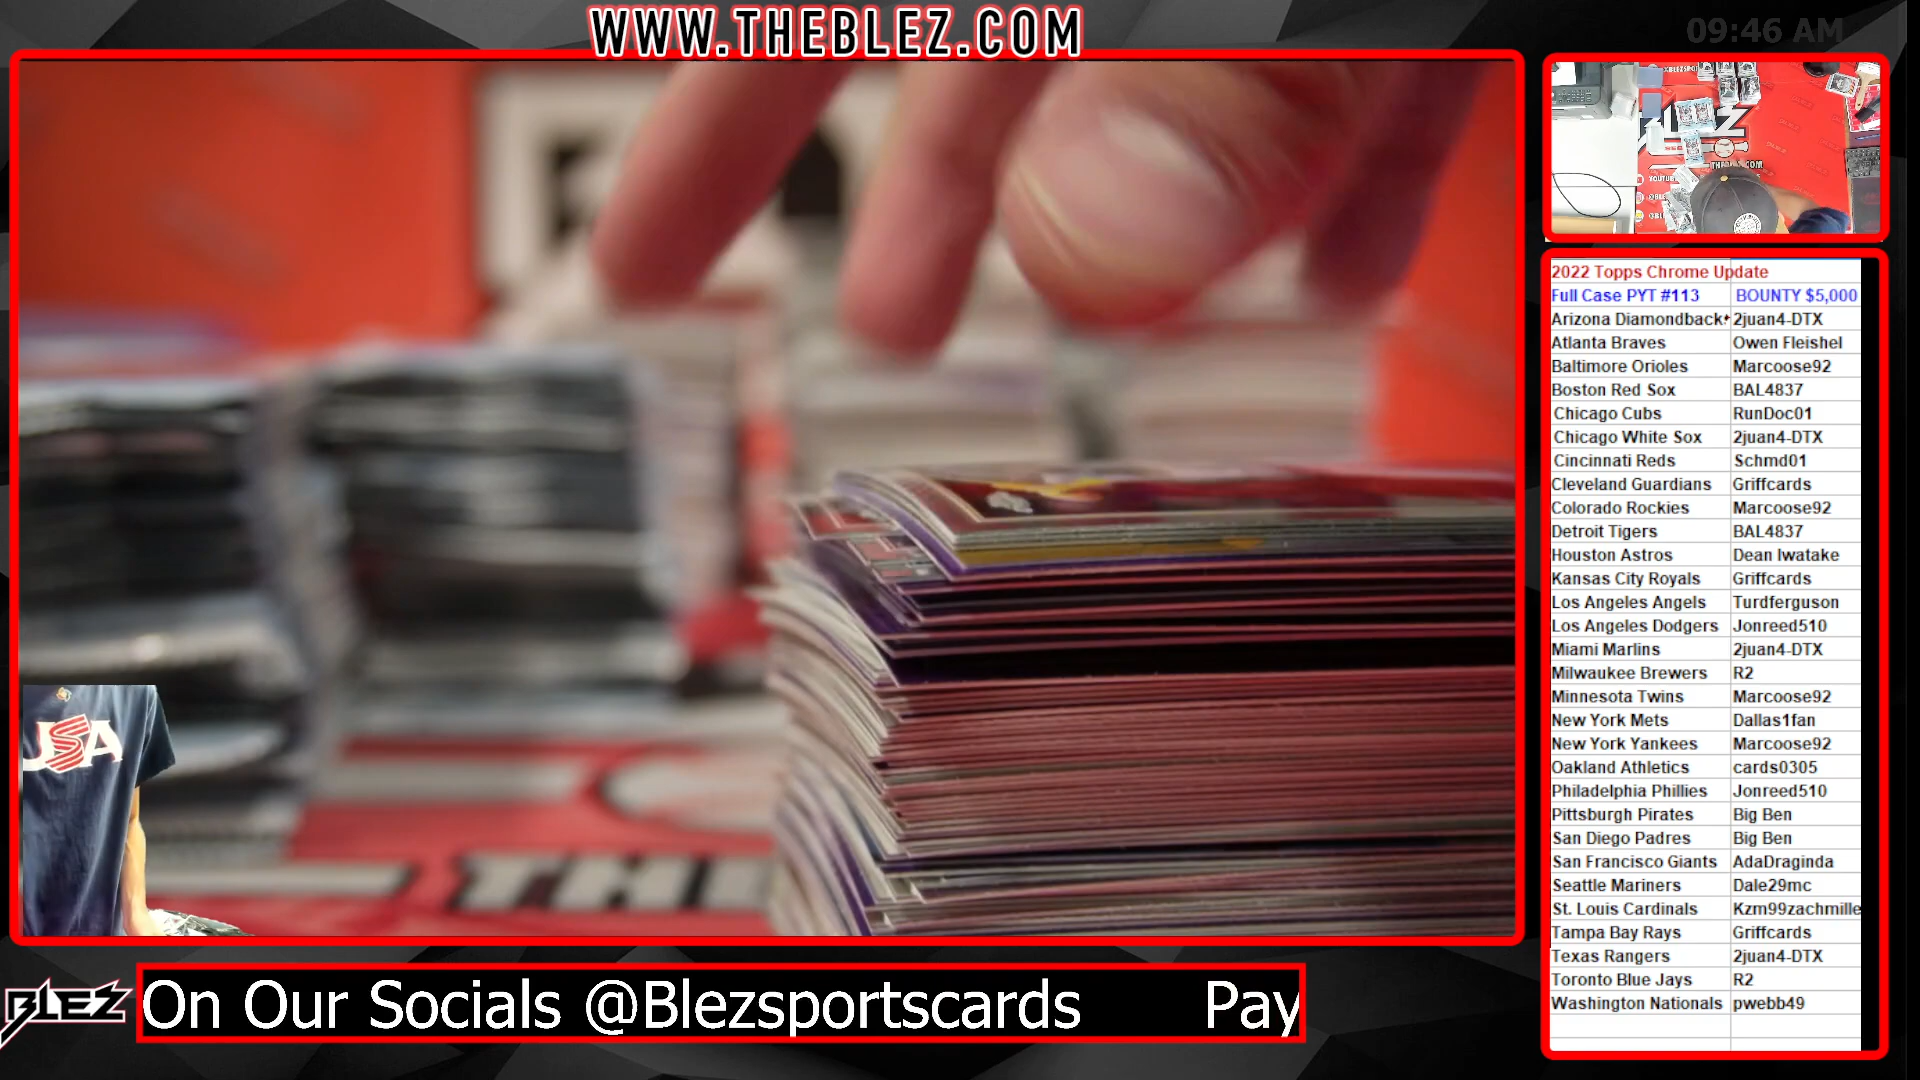 WWW.THEBLEZ.COM
09:46 AM
2022 Topps Chrome Update
Full Case PYT #113 BOUNTY $5,000
Arizona Diamondback 2juan4-DTX
Atlanta Braves Owen Fleishel
Baltimore Orioles Marcoose92
Boston Red Sox BAL4837
Chicago Cubs RunDoc01
Chicago White Sox 2juan4-DTX
Cincinnati Reds Schmd01
Cleveland Guardians Griffcards
Colorado Rockies Marcoose92
Detroit Tigers BAL4837
Houston Astros Dean Iwatake
Kansas City Royals Griffcards
Los Angeles Angels Turdferguson
Los Angeles Dodgers Jonreed510
Miami Marlins 2juan4-DTX
Milwaukee Brewers R2
Minnesota Twins Marcoose92
New York Mets Dallas1fan
New York Yankees Marcoose92
Oakland Athletics cards0305
Philadelphia Phillies Jonreed510
Pittsburgh Pirates Big Ben
San Diego Padres Big Ben
San Francisco Giants AdaDraginda
Seattle Mariners Dale29mc
St. Louis Cardinals Kzm99zachmille
Tampa Bay Rays Griffcards
Texas Rangers 2juan4-DTX
Toronto Blue Jays R2
Washington Nationals pwebb49
USA
THE
BLEZ
On Our Socials @Blezsportscards Pay